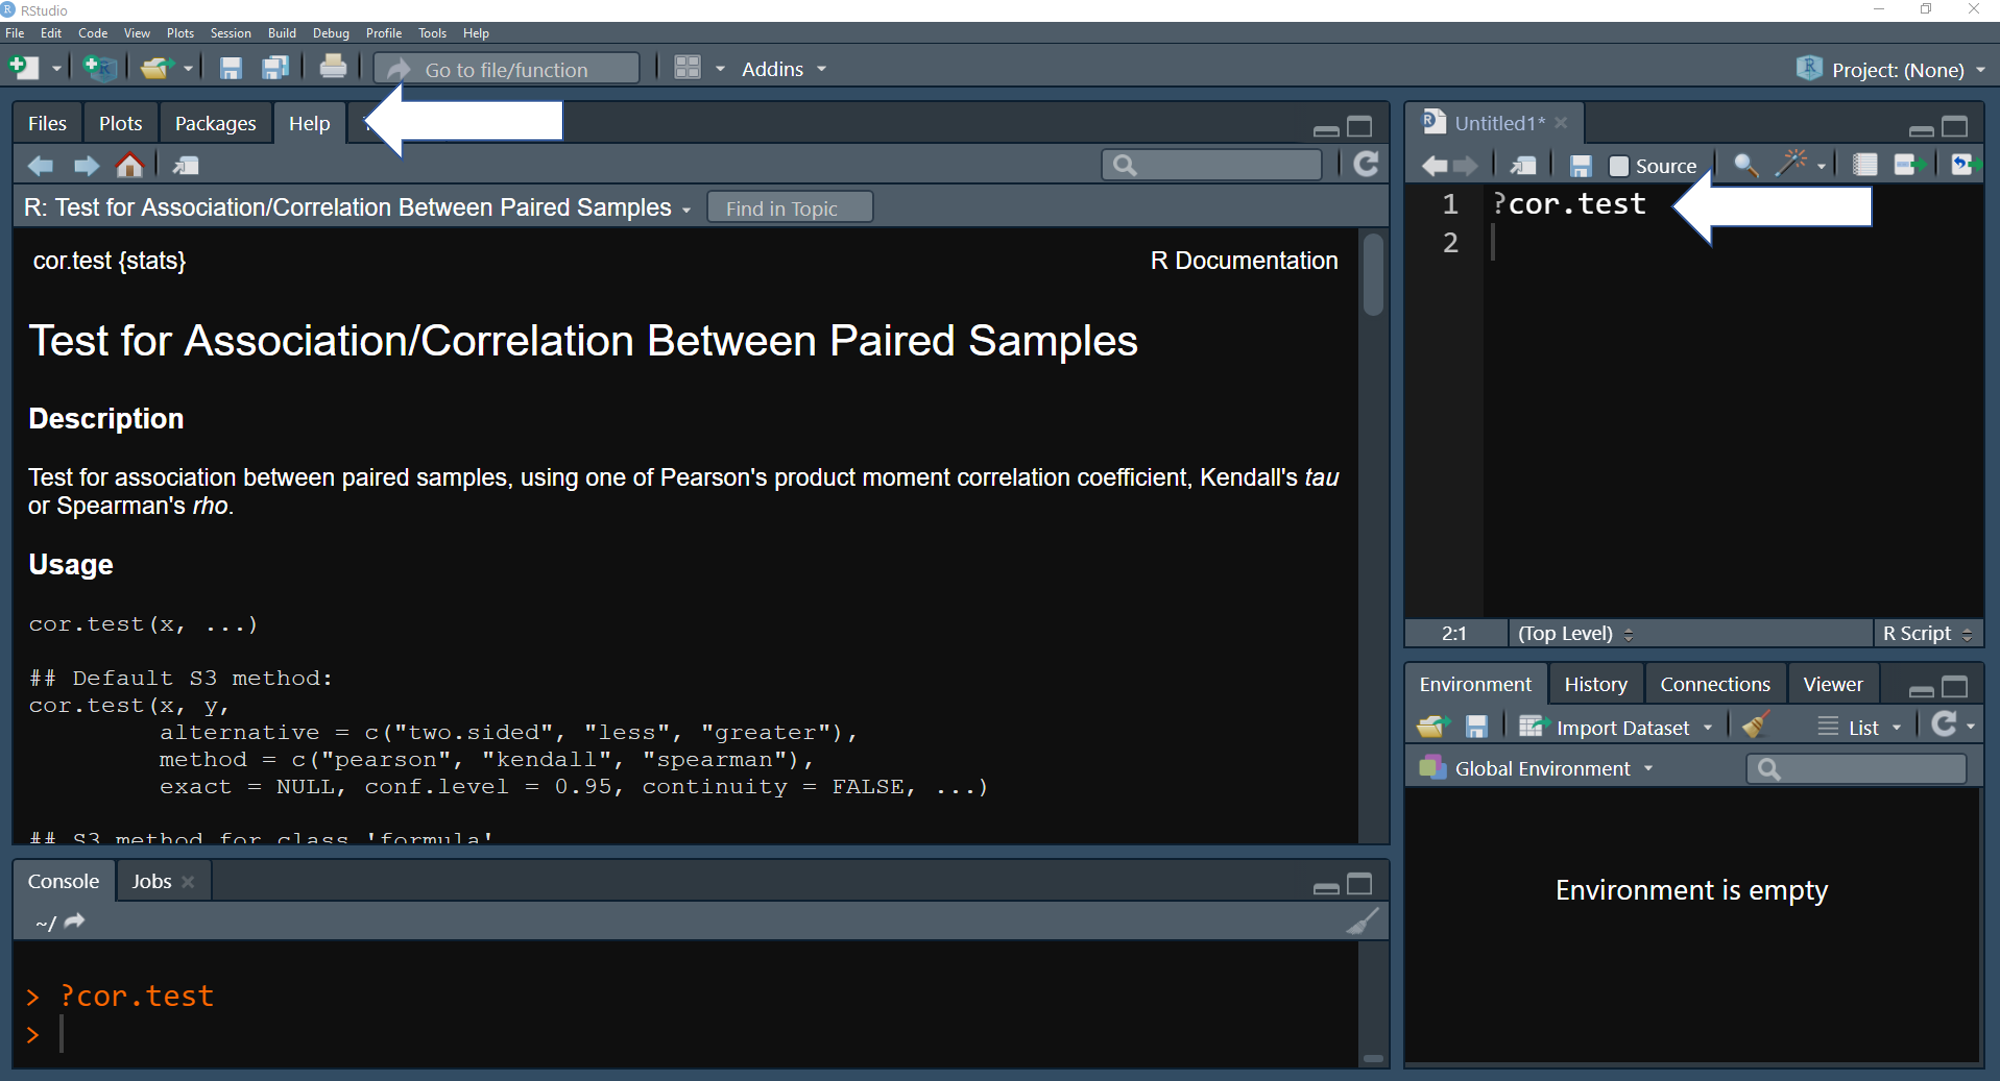 RStudio
File Edit Code View Plots Session Build Debug Profile Tools Help
Go to file/function Addins Project: (None)
Files Plots Packages Help
R: Test for Association/Correlation Between Paired Samples Find in Topic
cor.test {stats} R Documentation
Test for Association/Correlation Between Paired Samples
Description
Test for association between paired samples, using one of Pearson's product moment correlation coefficient, Kendall's tau
or Spearman's rho.
Usage
cor.test(x, ...)
## Default S3 method:
cor.test(x, y,
alternative = c("two.sided", "less", "greater"),
method = c("pearson", "kendall", "spearman"),
exact = NULL, conf.level = 0.95, continuity = FALSE, ...)
## S3 method for class 'formula'
Console Jobs
~/
> ?cor.test
>
Untitled1*
Source
1 ?cor.test
2
2:1 (Top Level) R Script
Environment History Connections Viewer
Import Dataset List
Global Environment
Environment is empty